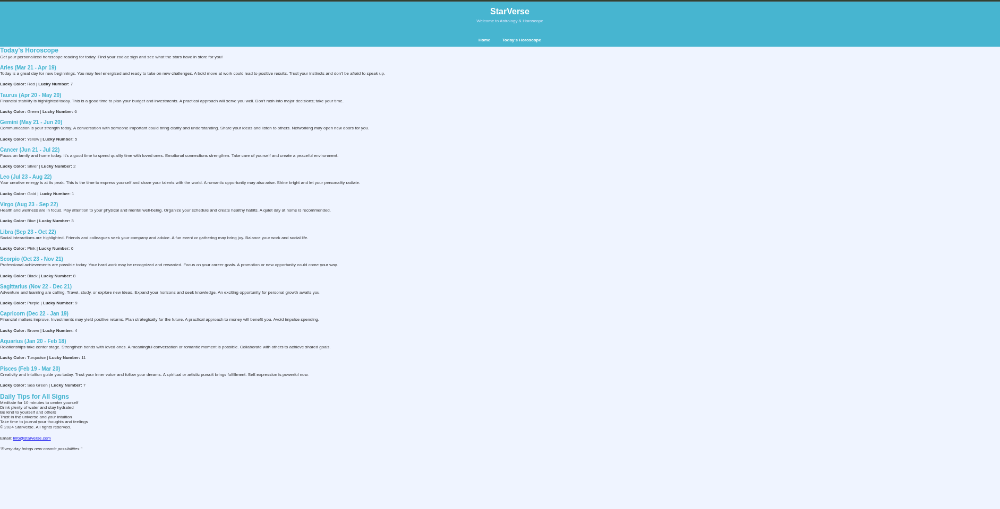 StarVerse
Welcome to Astrology & Horoscope
Home Today's Horoscope
Today's Horoscope
Get your personalized horoscope reading for today. Find your zodiac sign and see what the stars have in store for you!
Aries (Mar 21 - Apr 19)
Today is a great day for new beginnings. You may feel energized and ready to take on new challenges. A bold move at work could lead to positive results. Trust your instincts and don't be afraid to speak up.
Lucky Color: Red | Lucky Number: 7
Taurus (Apr 20 - May 20)
Financial stability is highlighted today. This is a good time to plan your budget and investments. A practical approach will serve you well. Don't rush into major decisions; take your time.
Lucky Color: Green | Lucky Number: 6
Gemini (May 21 - Jun 20)
Communication is your strength today. A conversation with someone important could bring clarity and understanding. Share your ideas and listen to others. Networking may open new doors for you.
Lucky Color: Yellow | Lucky Number: 5
Cancer (Jun 21 - Jul 22)
Focus on family and home today. It's a good time to spend quality time with loved ones. Emotional connections strengthen. Take care of yourself and create a peaceful environment.
Lucky Color: Silver | Lucky Number: 2
Leo (Jul 23 - Aug 22)
Your creative energy is at its peak. This is the time to express yourself and share your talents with the world. A romantic opportunity may also arise. Shine bright and let your personality radiate.
Lucky Color: Gold | Lucky Number: 1
Virgo (Aug 23 - Sep 22)
Health and wellness are in focus. Pay attention to your physical and mental well-being. Organize your schedule and create healthy habits. A quiet day at home is recommended.
Lucky Color: Blue | Lucky Number: 3
Libra (Sep 23 - Oct 22)
Social interactions are highlighted. Friends and colleagues seek your company and advice. A fun event or gathering may bring joy. Balance your work and social life.
Lucky Color: Pink | Lucky Number: 6
Scorpio (Oct 23 - Nov 21)
Professional achievements are possible today. Your hard work may be recognized and rewarded. Focus on your career goals. A promotion or new opportunity could come your way.
Lucky Color: Black | Lucky Number: 8
Sagittarius (Nov 22 - Dec 21)
Adventure and learning are calling. Travel, study, or explore new ideas. Expand your horizons and seek knowledge. An exciting opportunity for personal growth awaits you.
Lucky Color: Purple | Lucky Number: 9
Capricorn (Dec 22 - Jan 19)
Financial matters improve. Investments may yield positive returns. Plan strategically for the future. A practical approach to money will benefit you. Avoid impulse spending.
Lucky Color: Brown | Lucky Number: 4
Aquarius (Jan 20 - Feb 18)
Relationships take center stage. Strengthen bonds with loved ones. A meaningful conversation or romantic moment is possible. Collaborate with others to achieve shared goals.
Lucky Color: Turquoise | Lucky Number: 11
Pisces (Feb 19 - Mar 20)
Creativity and intuition guide you today. Trust your inner voice and follow your dreams. A spiritual or artistic pursuit brings fulfillment. Self-expression is powerful now.
Lucky Color: Sea Green | Lucky Number: 7
Daily Tips for All Signs
Meditate for 10 minutes to center yourself
Drink plenty of water and stay hydrated
Be kind to yourself and others
Trust in the universe and your intuition
Take time to journal your thoughts and feelings
© 2024 StarVerse. All rights reserved.
Email: info@starverse.com
"Every day brings new cosmic possibilities."